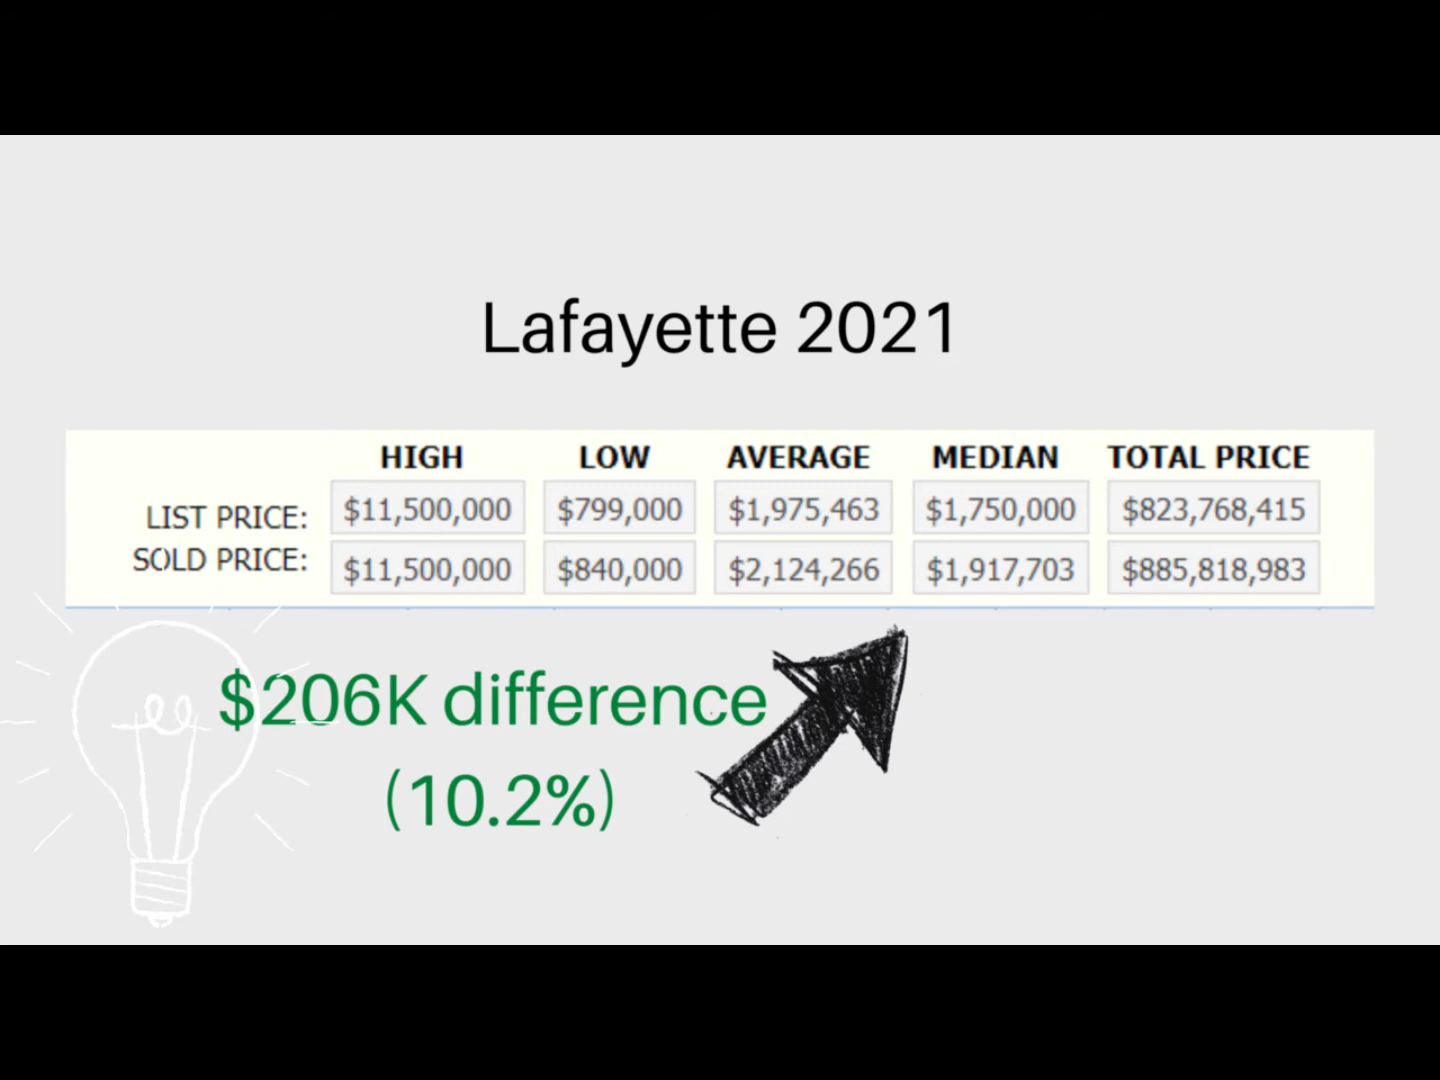 Lafayette 2021
HIGH LOW AVERAGE MEDIAN TOTAL PRICE
LIST PRICE: $11,500,000 $799,000 $1,975,463 $1,750,000 $823,768,415
SOLD PRICE: $11,500,000 $840,000 $2,124,266 $1,917,703 $885,818,983
$206K difference
(10.2%)